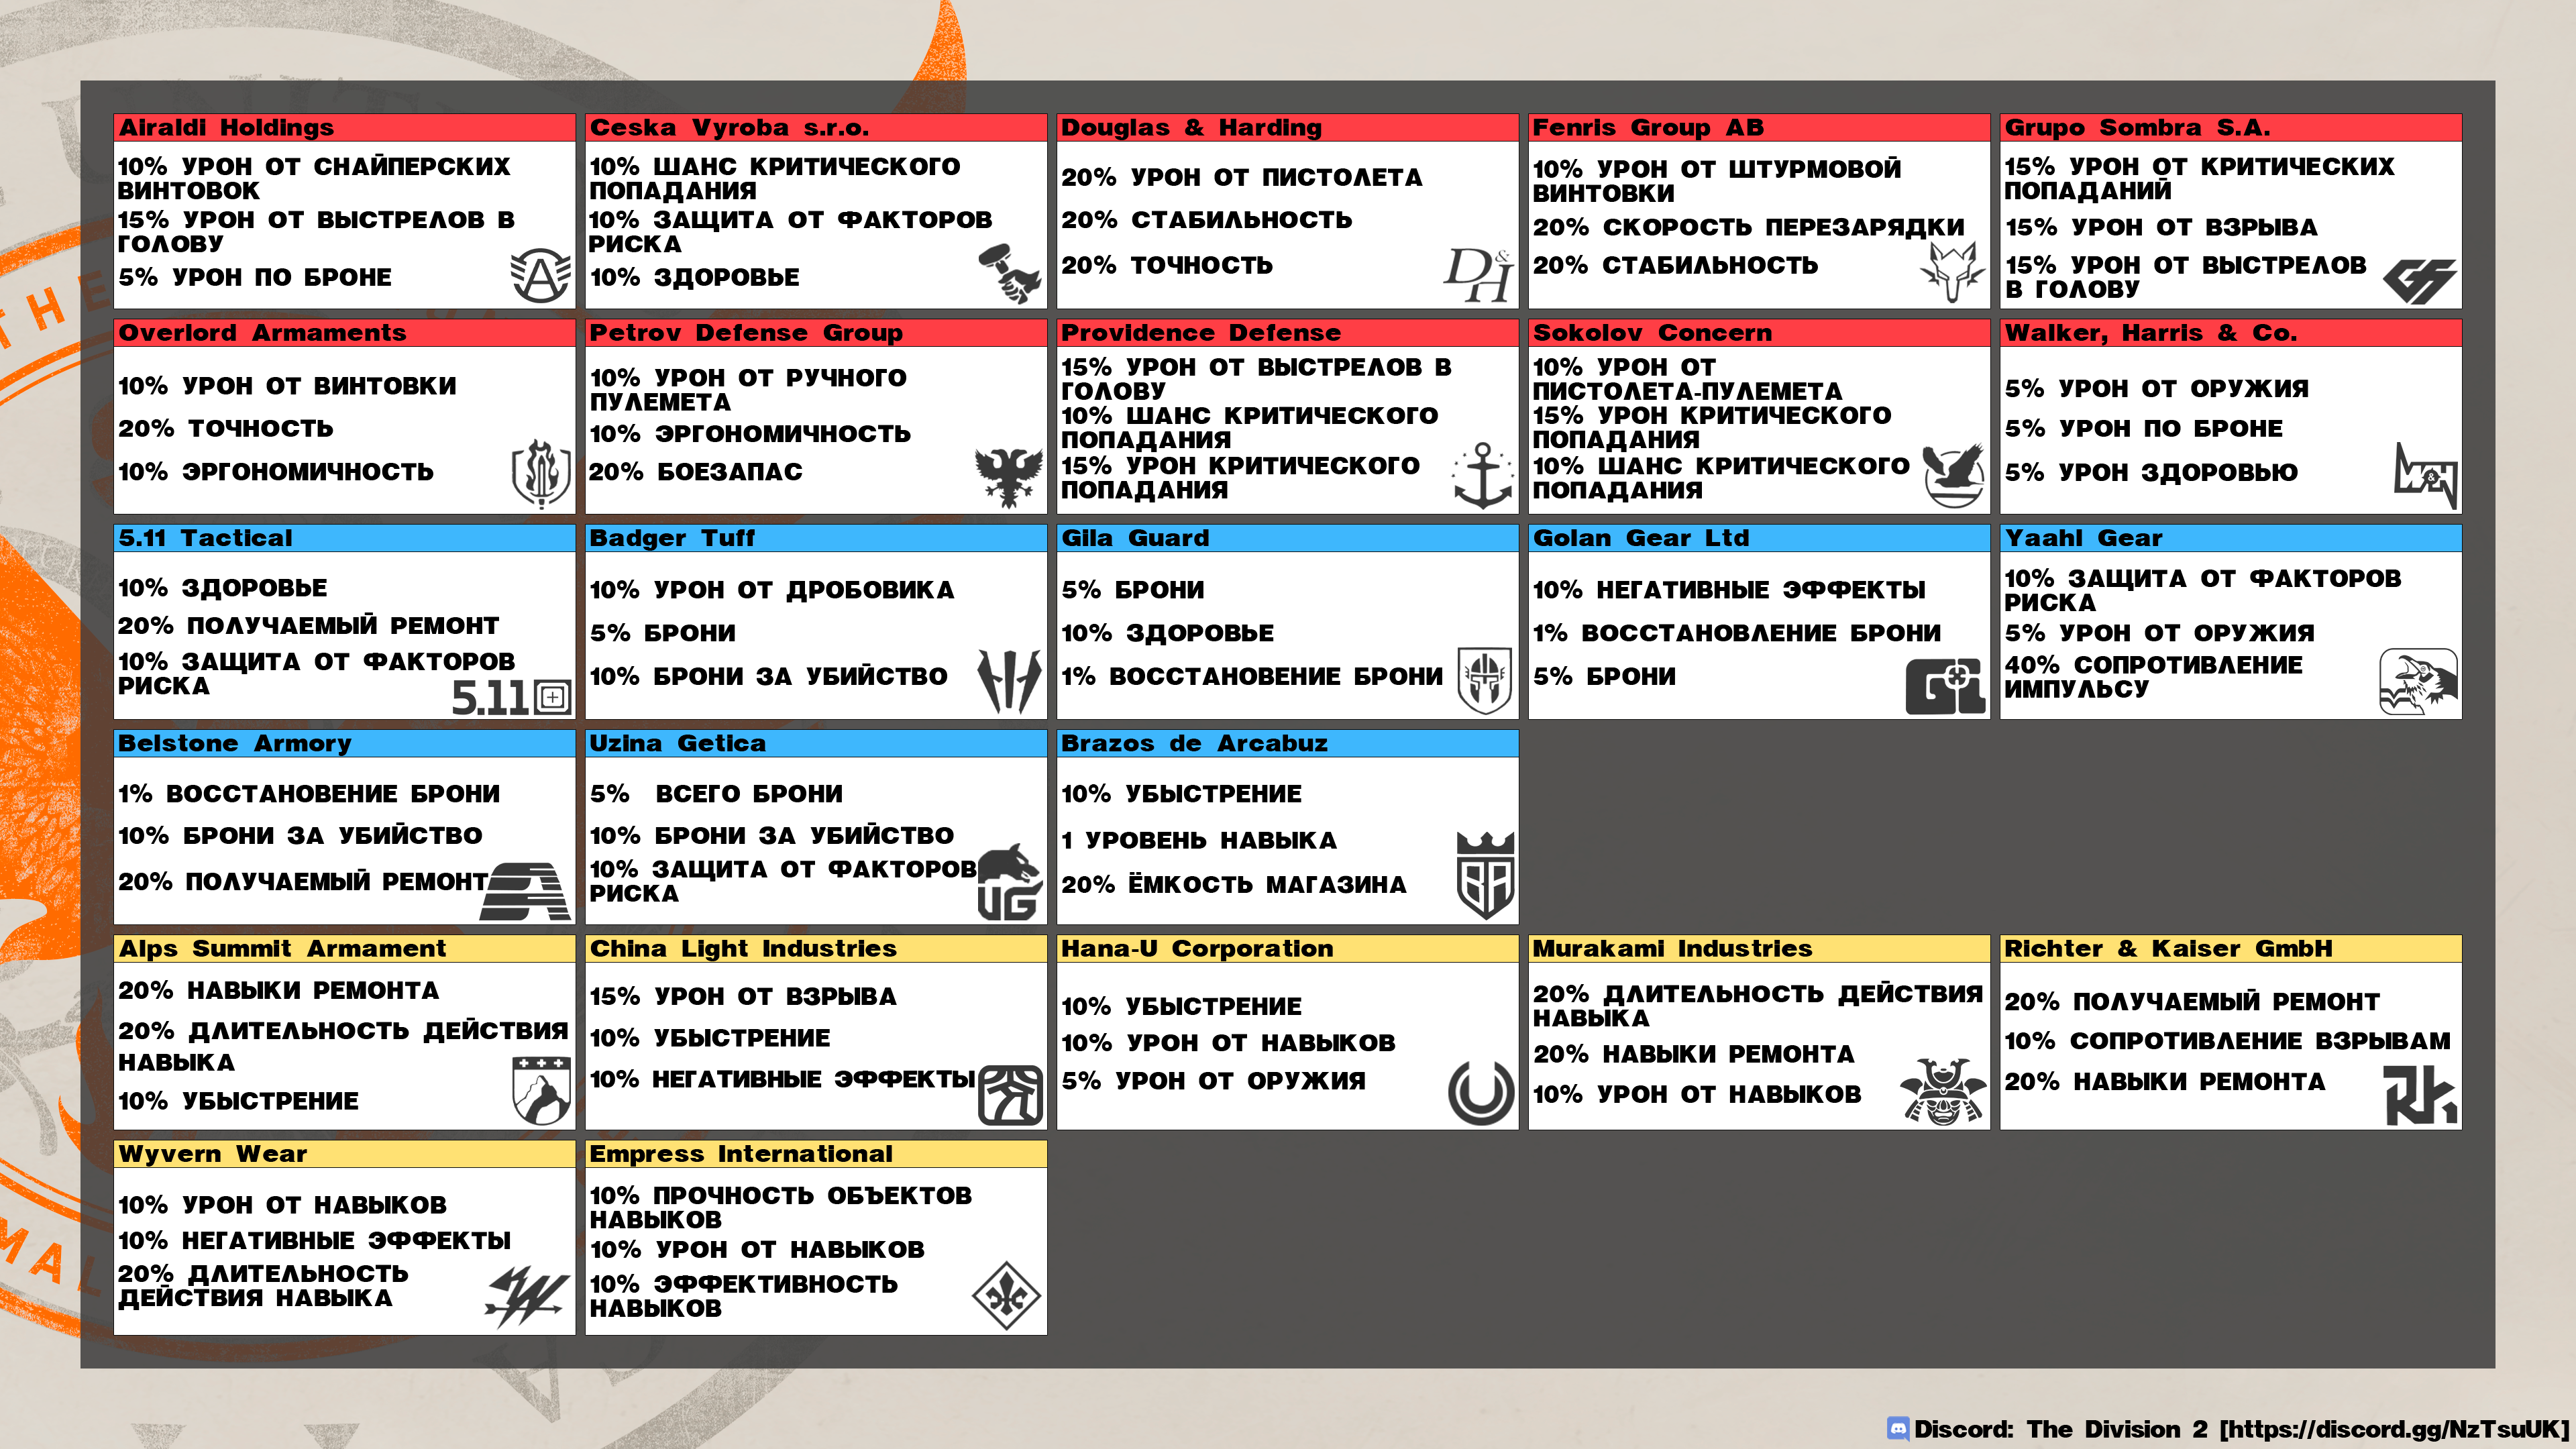 Airaldi Holdings
10% УРОН ОТ СНАЙПЕРСКИХ
ВИНТОВОК
15% УРОН ОТ ВЫСТРЕЛОВ В
ГОЛОВУ
5% УРОН ПО БРОНЕ
Ceska Vyroba s.r.o.
10% ШАНС КРИТИЧЕСКОГО
ПОПАДАНИЯ
10% ЗАЩИТА ОТ ФАКТОРОВ
РИСКА
10% ЗДОРОВЬЕ
Douglas & Harding
20% УРОН ОТ ПИСТОЛЕТА
20% СТАБИЛЬНОСТЬ
20% ТОЧНОСТЬ
D&H
Fenris Group AB
10% УРОН ОТ ШТУРМОВОЙ
ВИНТОВКИ
20% СКОРОСТЬ ПЕРЕЗАРЯДКИ
20% СТАБИЛЬНОСТЬ
Grupo Sombra S.A.
15% УРОН ОТ КРИТИЧЕСКИХ
ПОПАДАНИЙ
15% УРОН ОТ ВЗРЫВА
15% УРОН ОТ ВЫСТРЕЛОВ
В ГОЛОВУ
Overlord Armaments
10% УРОН ОТ ВИНТОВКИ
20% ТОЧНОСТЬ
10% ЭРГОНОМИЧНОСТЬ
Petrov Defense Group
10% УРОН ОТ РУЧНОГО
ПУЛЕМЕТА
10% ЭРГОНОМИЧНОСТЬ
20% БОЕЗАПАС
Providence Defense
15% УРОН ОТ ВЫСТРЕЛОВ В
ГОЛОВУ
10% ШАНС КРИТИЧЕСКОГО
ПОПАДАНИЯ
15% УРОН КРИТИЧЕСКОГО
ПОПАДАНИЯ
Sokolov Concern
10% УРОН ОТ
ПИСТОЛЕТА-ПУЛЕМЕТА
15% УРОН КРИТИЧЕСКОГО
ПОПАДАНИЯ
10% ШАНС КРИТИЧЕСКОГО
ПОПАДАНИЯ
Walker, Harris & Co.
5% УРОН ОТ ОРУЖИЯ
5% УРОН ПО БРОНЕ
5% УРОН ЗДОРОВЬЮ
W&H
5.11 Tactical
10% ЗДОРОВЬЕ
20% ПОЛУЧАЕМЫЙ РЕМОНТ
10% ЗАЩИТА ОТ ФАКТОРОВ
РИСКА
5.11
Badger Tuff
10% УРОН ОТ ДРОБОВИКА
5% БРОНИ
10% БРОНИ ЗА УБИЙСТВО
Gila Guard
5% БРОНИ
10% ЗДОРОВЬЕ
1% ВОССТАНОВЕНИЕ БРОНИ
Golan Gear Ltd
10% НЕГАТИВНЫЕ ЭФФЕКТЫ
1% ВОССТАНОВЛЕНИЕ БРОНИ
5% БРОНИ
Yaahl Gear
10% ЗАЩИТА ОТ ФАКТОРОВ
РИСКА
5% УРОН ОТ ОРУЖИЯ
40% СОПРОТИВЛЕНИЕ
ИМПУЛЬСУ
Belstone Armory
1% ВОССТАНОВЕНИЕ БРОНИ
10% БРОНИ ЗА УБИЙСТВО
20% ПОЛУЧАЕМЫЙ РЕМОНТ
Uzina Getica
5% ВСЕГО БРОНИ
10% БРОНИ ЗА УБИЙСТВО
10% ЗАЩИТА ОТ ФАКТОРОВ
РИСКА
UG
Brazos de Arcabuz
10% УБЫСТРЕНИЕ
1 УРОВЕНЬ НАВЫКА
20% ЁМКОСТЬ МАГАЗИНА
BA
Alps Summit Armament
20% НАВЫКИ РЕМОНТА
20% ДЛИТЕЛЬНОСТЬ ДЕЙСТВИЯ
НАВЫКА
10% УБЫСТРЕНИЕ
China Light Industries
15% УРОН ОТ ВЗРЫВА
10% УБЫСТРЕНИЕ
10% НЕГАТИВНЫЕ ЭФФЕКТЫ
Hana-U Corporation
10% УБЫСТРЕНИЕ
10% УРОН ОТ НАВЫКОВ
5% УРОН ОТ ОРУЖИЯ
Murakami Industries
20% ДЛИТЕЛЬНОСТЬ ДЕЙСТВИЯ
НАВЫКА
20% НАВЫКИ РЕМОНТА
10% УРОН ОТ НАВЫКОВ
Richter & Kaiser GmbH
20% ПОЛУЧАЕМЫЙ РЕМОНТ
10% СОПРОТИВЛЕНИЕ ВЗРЫВАМ
20% НАВЫКИ РЕМОНТА
RK
Wyvern Wear
10% УРОН ОТ НАВЫКОВ
10% НЕГАТИВНЫЕ ЭФФЕКТЫ
20% ДЛИТЕЛЬНОСТЬ
ДЕЙСТВИЯ НАВЫКА
Empress International
10% ПРОЧНОСТЬ ОБЪЕКТОВ
НАВЫКОВ
10% УРОН ОТ НАВЫКОВ
10% ЭФФЕКТИВНОСТЬ
НАВЫКОВ
THE
Discord: The Division 2 [https://discord.gg/NzTsuUK]